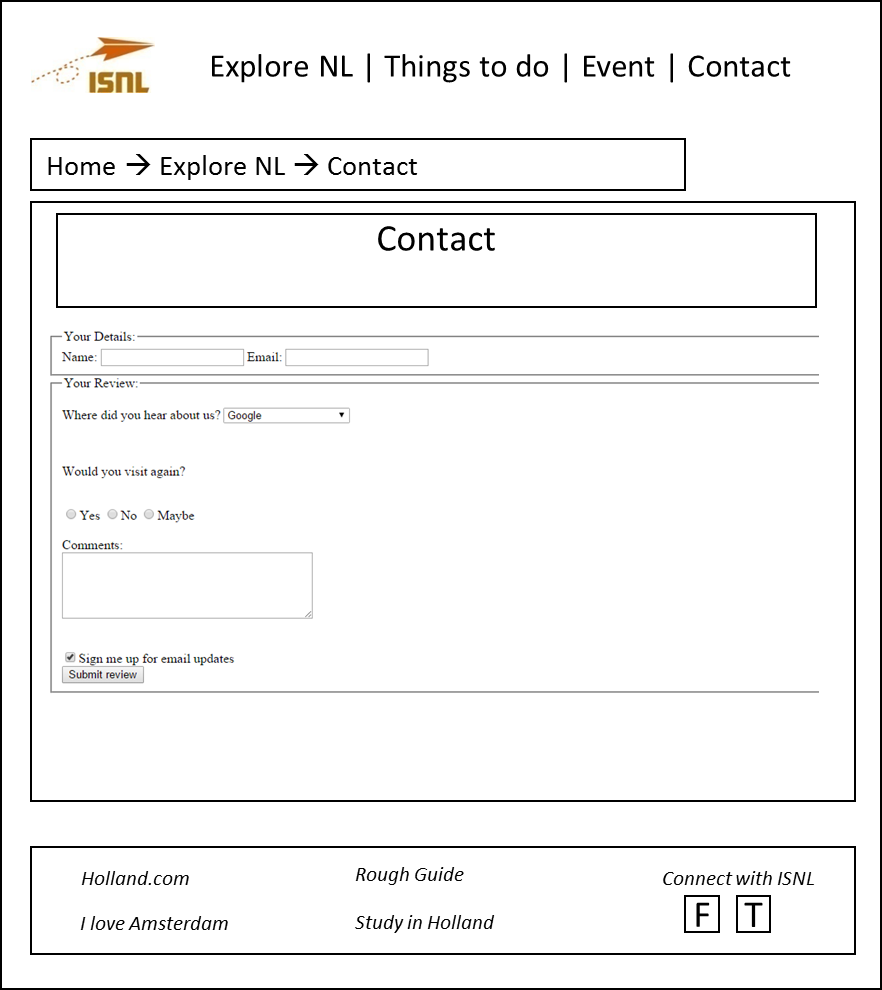 ISNL
Explore NL | Things to do | Event | Contact
Home → Explore NL → Contact
Contact
Your Details:
Name: Email:
Your Review:
Where did you hear about us? Google
Would you visit again?
Yes No Maybe
Comments:
Sign me up for email updates
Submit review
Holland.com Rough Guide Connect with ISNL
I love Amsterdam Study in Holland F T